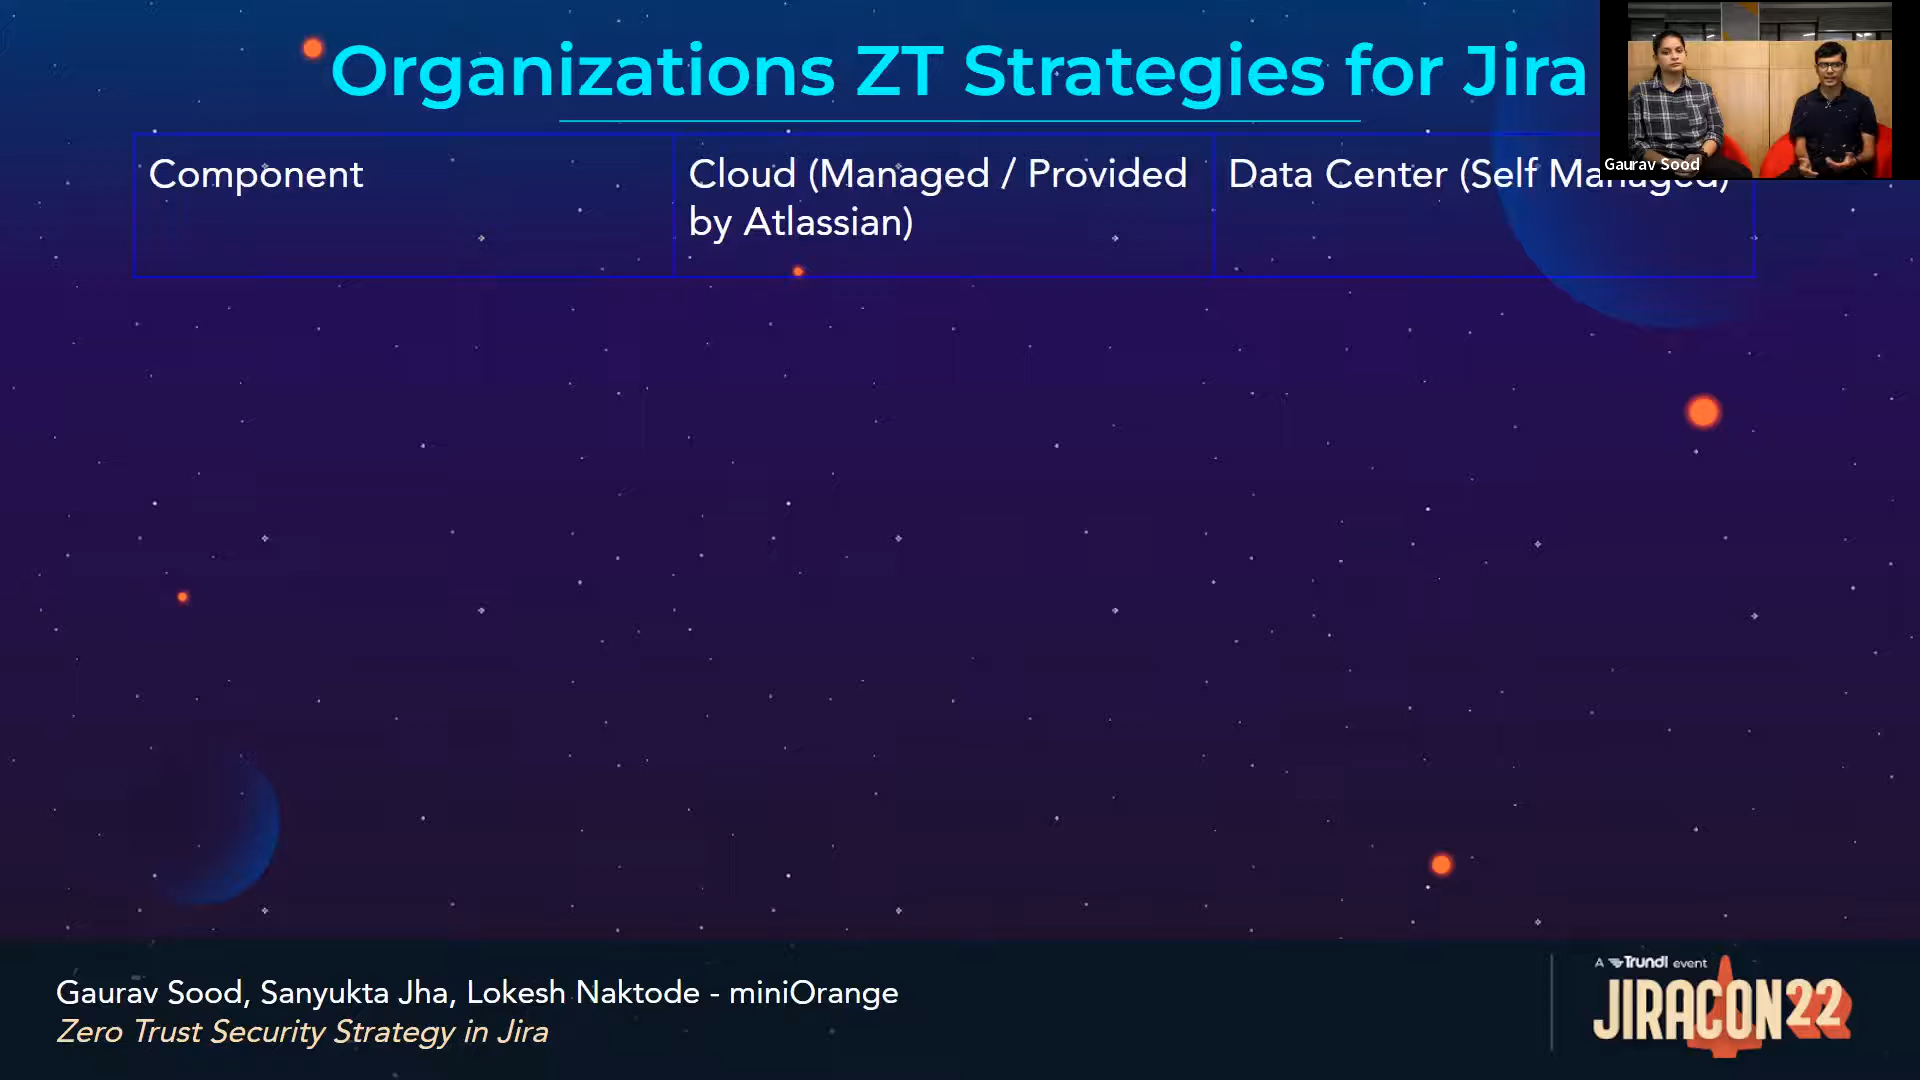 Organizations ZT Strategies for Jira
Component
Cloud (Managed / Provided
by Atlassian)
Data Center (Self Managed)
Gaurav Sood
Gaurav Sood, Sanyukta Jha, Lokesh Naktode - miniOrange
Zero Trust Security Strategy in Jira
A Trundl event
JIRACON22